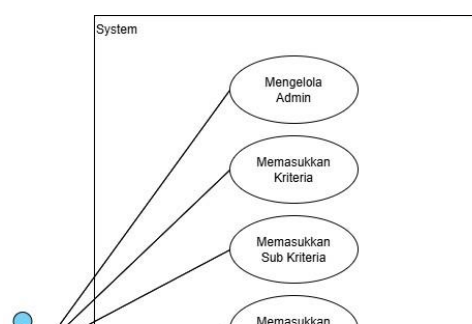 System
Mengelola
Admin
Memasukkan
Kriteria
Memasukkan
Sub Kriteria
Memasukkan